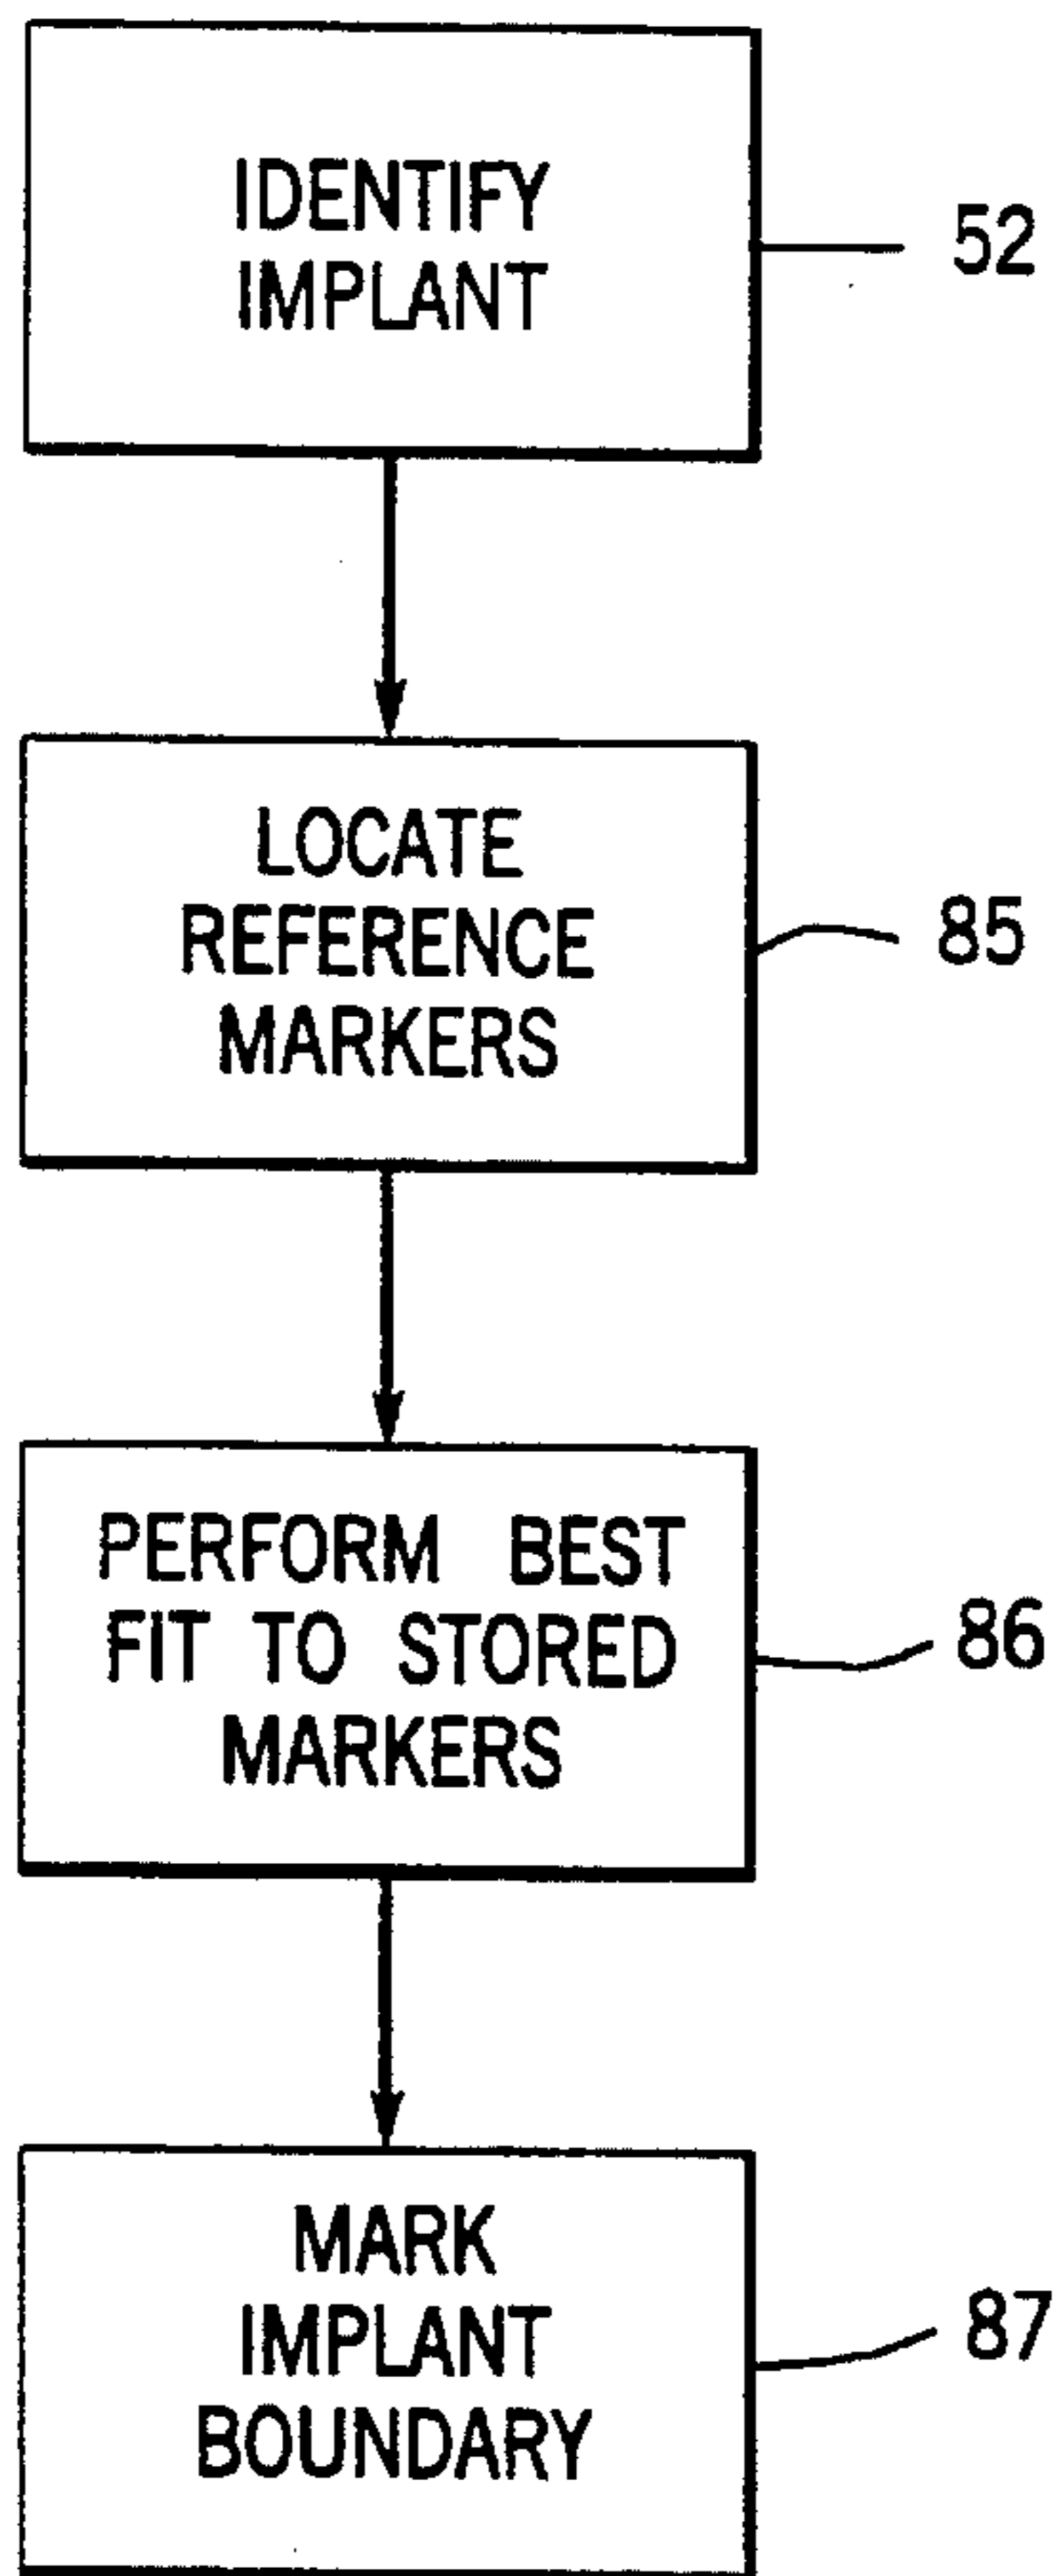 IDENTIFY
IMPLANT
52
LOCATE
REFERENCE
MARKERS
85
PERFORM BEST
FIT TO STORED
MARKERS
86
MARK
IMPLANT
BOUNDARY
87